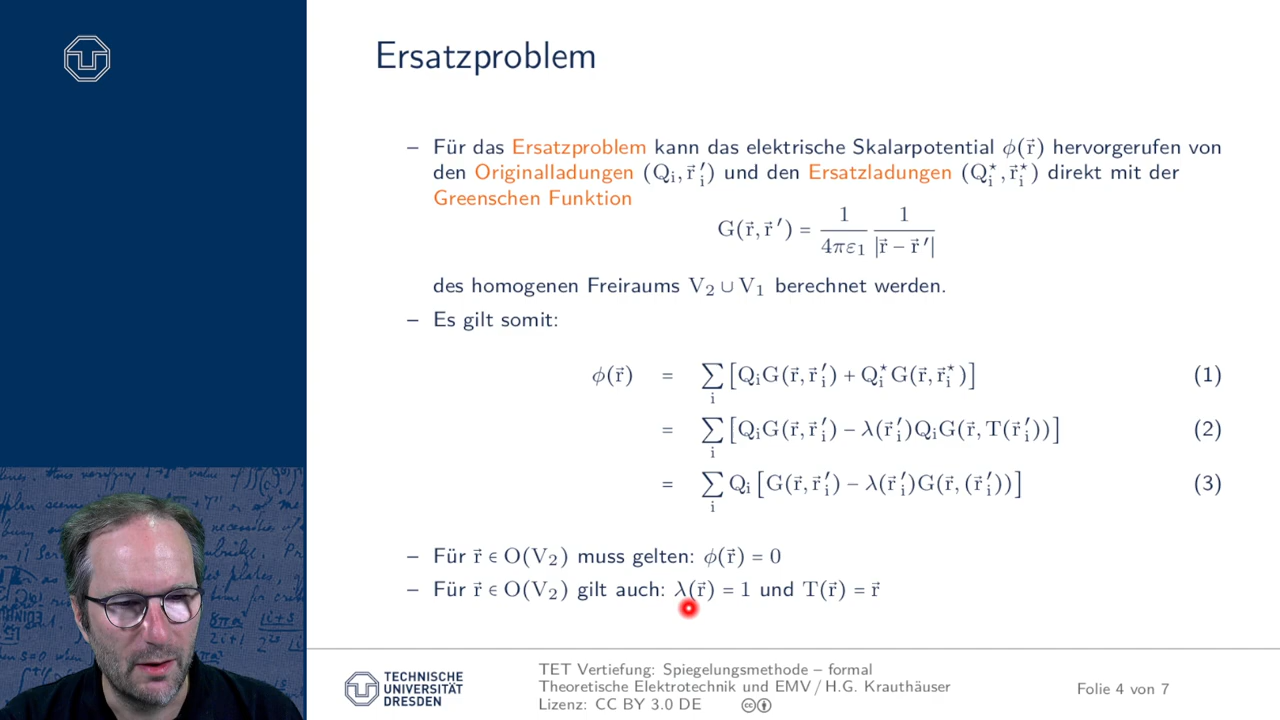 Ersatzproblem
– Für das Ersatzproblem kann das elektrische Skalarpotential ϕ(r⃗) hervorgerufen von
den Originalladungen (Qᵢ, r⃗ᵢ′) und den Ersatzladungen (Qᵢ⋆, r⃗ᵢ⋆) direkt mit der
Greenschen Funktion
G(r⃗, r⃗ ′) = 1/(4πε₁) 1/|r⃗ − r⃗ ′|
des homogenen Freiraums V₂ ∪ V₁ berechnet werden.
– Es gilt somit:
ϕ(r⃗) = ∑ᵢ [QᵢG(r⃗, r⃗ᵢ′) + Qᵢ⋆G(r⃗, r⃗ᵢ⋆)] (1)
= ∑ᵢ [QᵢG(r⃗, r⃗ᵢ′) − λ(r⃗ᵢ′)QᵢG(r⃗, T(r⃗ᵢ′))] (2)
= ∑ᵢ Qᵢ [G(r⃗, r⃗ᵢ′) − λ(r⃗ᵢ′)G(r⃗, (r⃗ᵢ′))] (3)
– Für r⃗ ∈ O(V₂) muss gelten: ϕ(r⃗) = 0
– Für r⃗ ∈ O(V₂) gilt auch: λ(r⃗) = 1 und T(r⃗) = r⃗
TECHNISCHE
UNIVERSITÄT
DRESDEN
TET Vertiefung: Spiegelungsmethode – formal
Theoretische Elektrotechnik und EMV / H.G. Krauthäuser
Lizenz: CC BY 3.0 DE
Folie 4 von 7